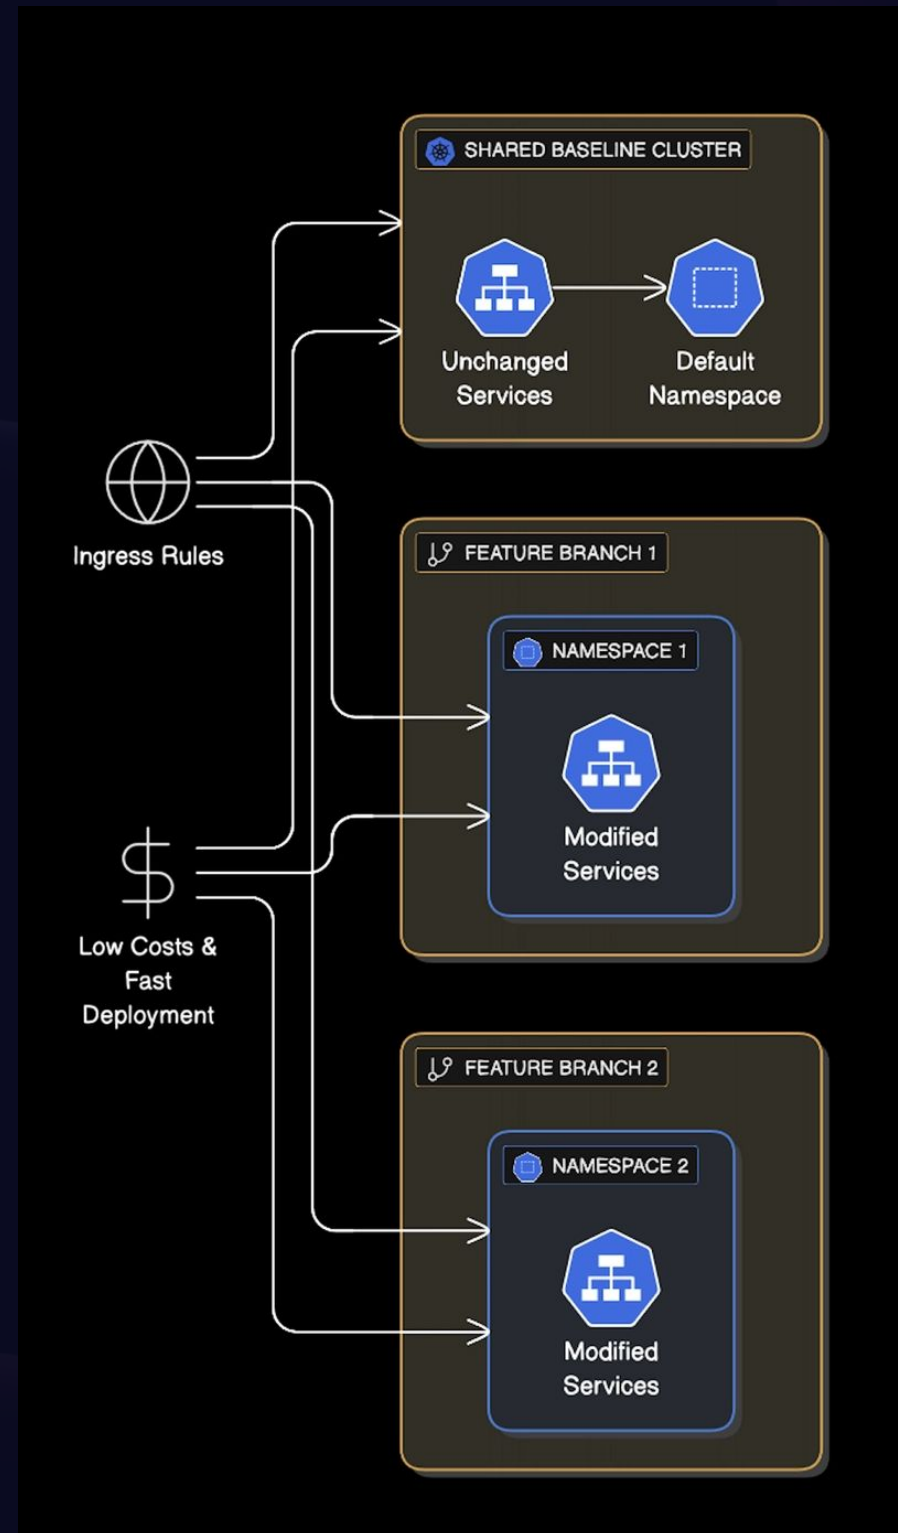 SHARED BASELINE CLUSTER
Unchanged
Services
Default
Namespace
Ingress Rules
FEATURE BRANCH 1
NAMESPACE 1
Modified
Services
Low Costs &
Fast
Deployment
FEATURE BRANCH 2
NAMESPACE 2
Modified
Services